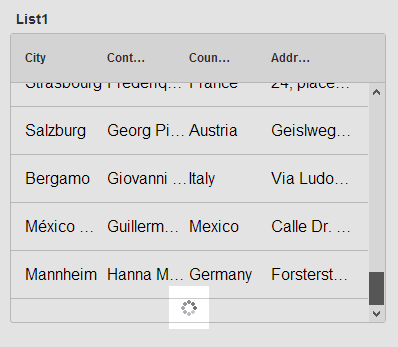 List1
City Cont… Coun… Addr…
Strasbourg Frédériq… France 24, place…
Salzburg Georg Pi… Austria Geislweg…
Bergamo Giovanni … Italy Via Ludo…
México … Guillerm… Mexico Calle Dr. …
Mannheim Hanna M… Germany Forsterst…